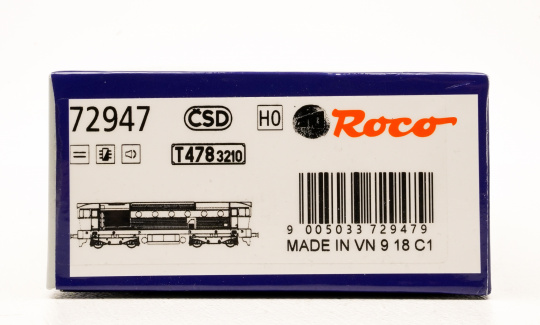 72947 ČSD H0 Roco
T478 3210
9 005033 729479
MADE IN VN 9 18 C1